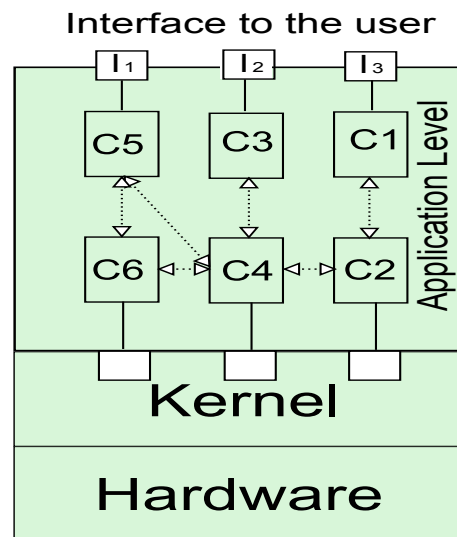 Interface to the user
I1 I2 I3
C5 C3 C1
C6 C4 C2
Application Level
Kernel
Hardware